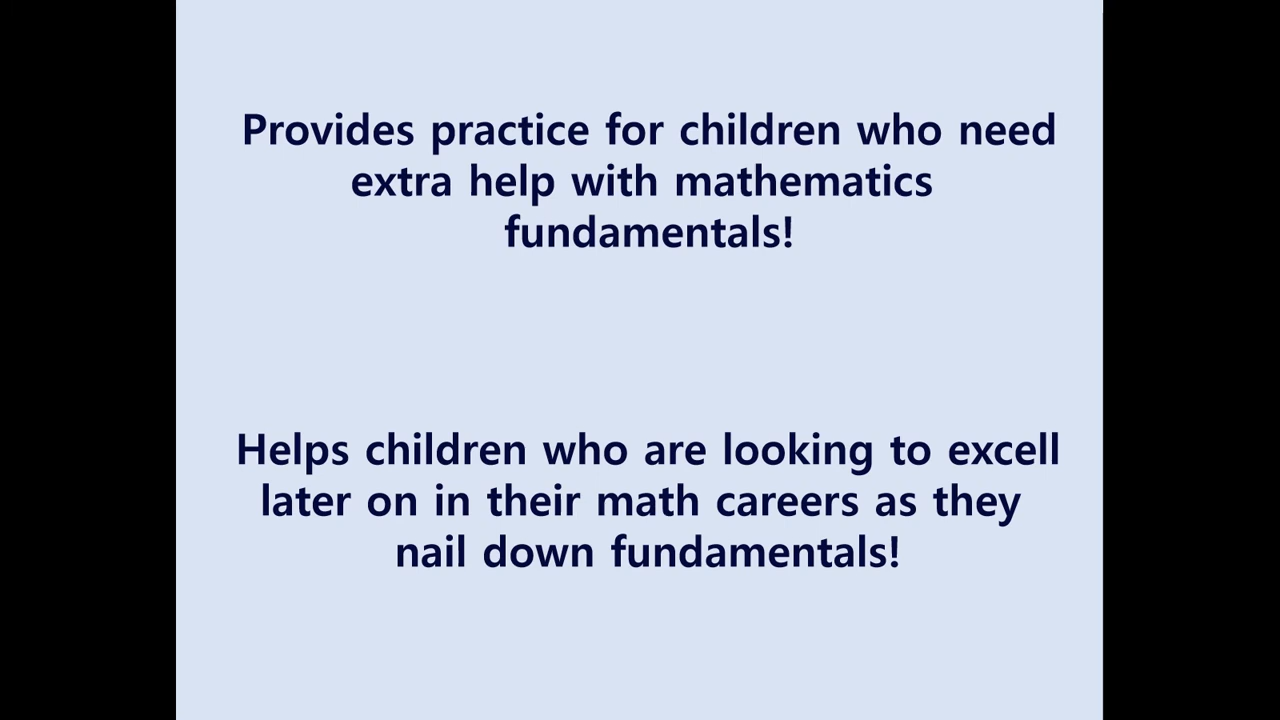 Provides practice for children who need
extra help with mathematics
fundamentals!
Helps children who are looking to excell
later on in their math careers as they
nail down fundamentals!